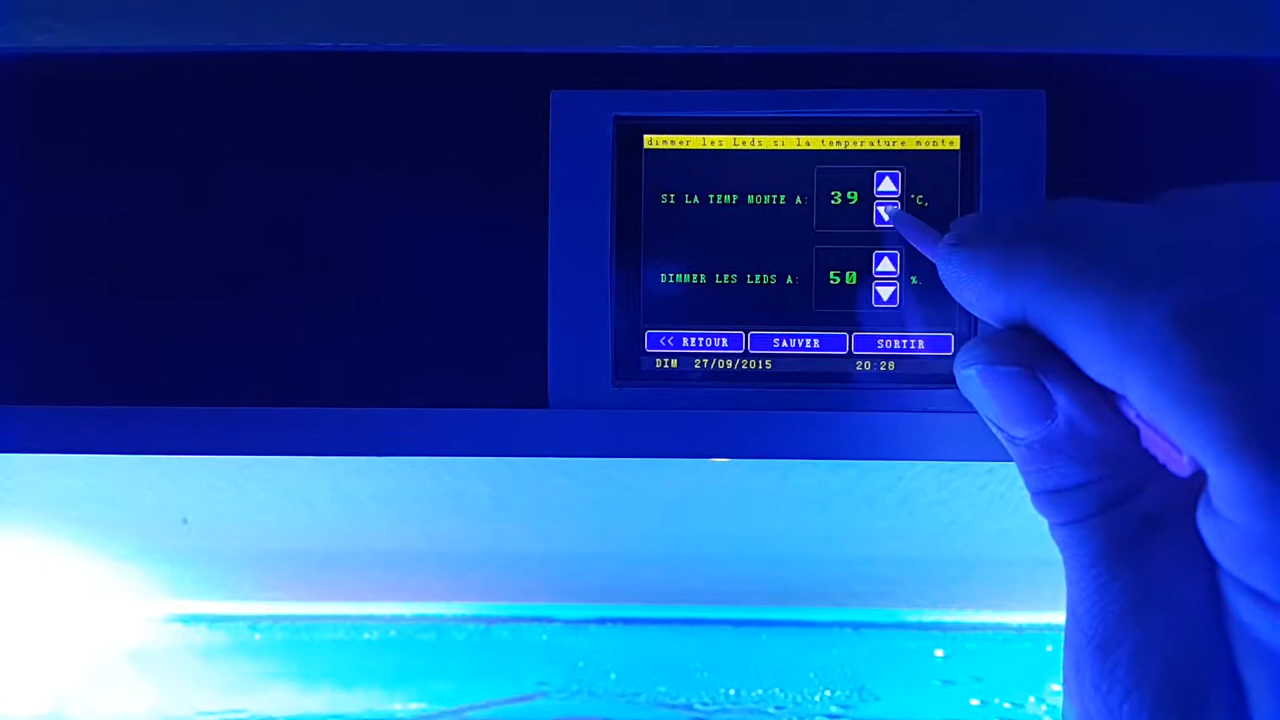 dimmer les Leds si la temperature monte
SI LA TEMP MONTE A: 39 °C,
DIMMER LES LEDS A: 50 %.
<< RETOUR SAUVER SORTIR
DIM 27/09/2015 20:28